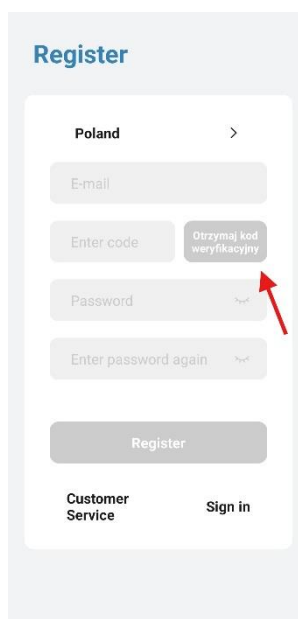 Register
Poland
E-mail
Enter code
Otrzymaj kod
weryfikacyjny
Password
Enter password again
Register
Customer
Service
Sign in